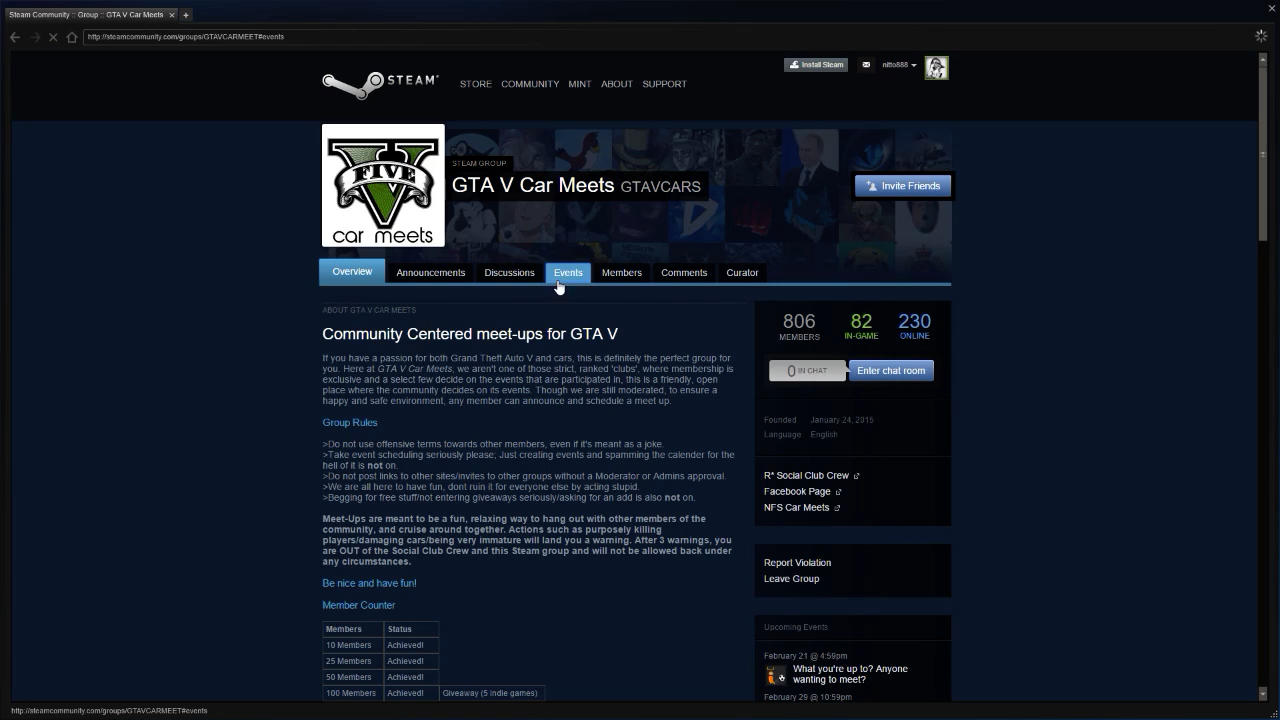 Steam Community :: Group :: GTA V Car Meets
http://steamcommunity.com/groups/GTAVCARMEET#events
STEAM®
STORE COMMUNITY MINT ABOUT SUPPORT
Install Steam
nitto888
V
FIVE
car meets
STEAM GROUP
GTA V Car Meets GTAVCARS
Invite Friends
Overview Announcements Discussions Events Members Comments Curator
ABOUT GTA V CAR MEETS
Community Centered meet-ups for GTA V
If you have a passion for both Grand Theft Auto V and cars, this is definitely the perfect group for
you. Here at GTA V Car Meets, we aren't one of those strict, ranked 'clubs', where membership is
exclusive and a select few decide on the events that are participated in, this is a friendly, open
place where the community decides on its events. Though we are still moderated, to ensure a
happy and safe environment, any member can announce and schedule a meet up.
Group Rules
>Do not use offensive terms towards other members, even if it's meant as a joke.
>Take event scheduling seriously please; Just creating events and spamming the calender for the
hell of it is not on.
>Do not post links to other sites/invites to other groups without a Moderator or Admins approval.
>We are all here to have fun, dont ruin it for everyone else by acting stupid.
>Begging for free stuff/not entering giveaways seriously/asking for an add is also not on.
Meet-Ups are meant to be a fun, relaxing way to hang out with other members of the
community, and cruise around together. Actions such as purposely killing
players/damaging cars/being very immature will land you a warning. After 3 warnings, you
are OUT of the Social Club Crew and this Steam group and will not be allowed back under
any circumstances.
Be nice and have fun!
Member Counter
Members Status
10 Members Achieved!
25 Members Achieved!
50 Members Achieved!
100 Members Achieved! Giveaway (5 indie games)
806 82 230
MEMBERS IN-GAME ONLINE
0 IN CHAT Enter chat room
Founded January 24, 2015
Language English
R* Social Club Crew
Facebook Page
NFS Car Meets
Report Violation
Leave Group
Upcoming Events
February 21 @ 4:59pm
What you're up to? Anyone
wanting to meet?
February 29 @ 10:59pm
http://steamcommunity.com/groups/GTAVCARMEET#events